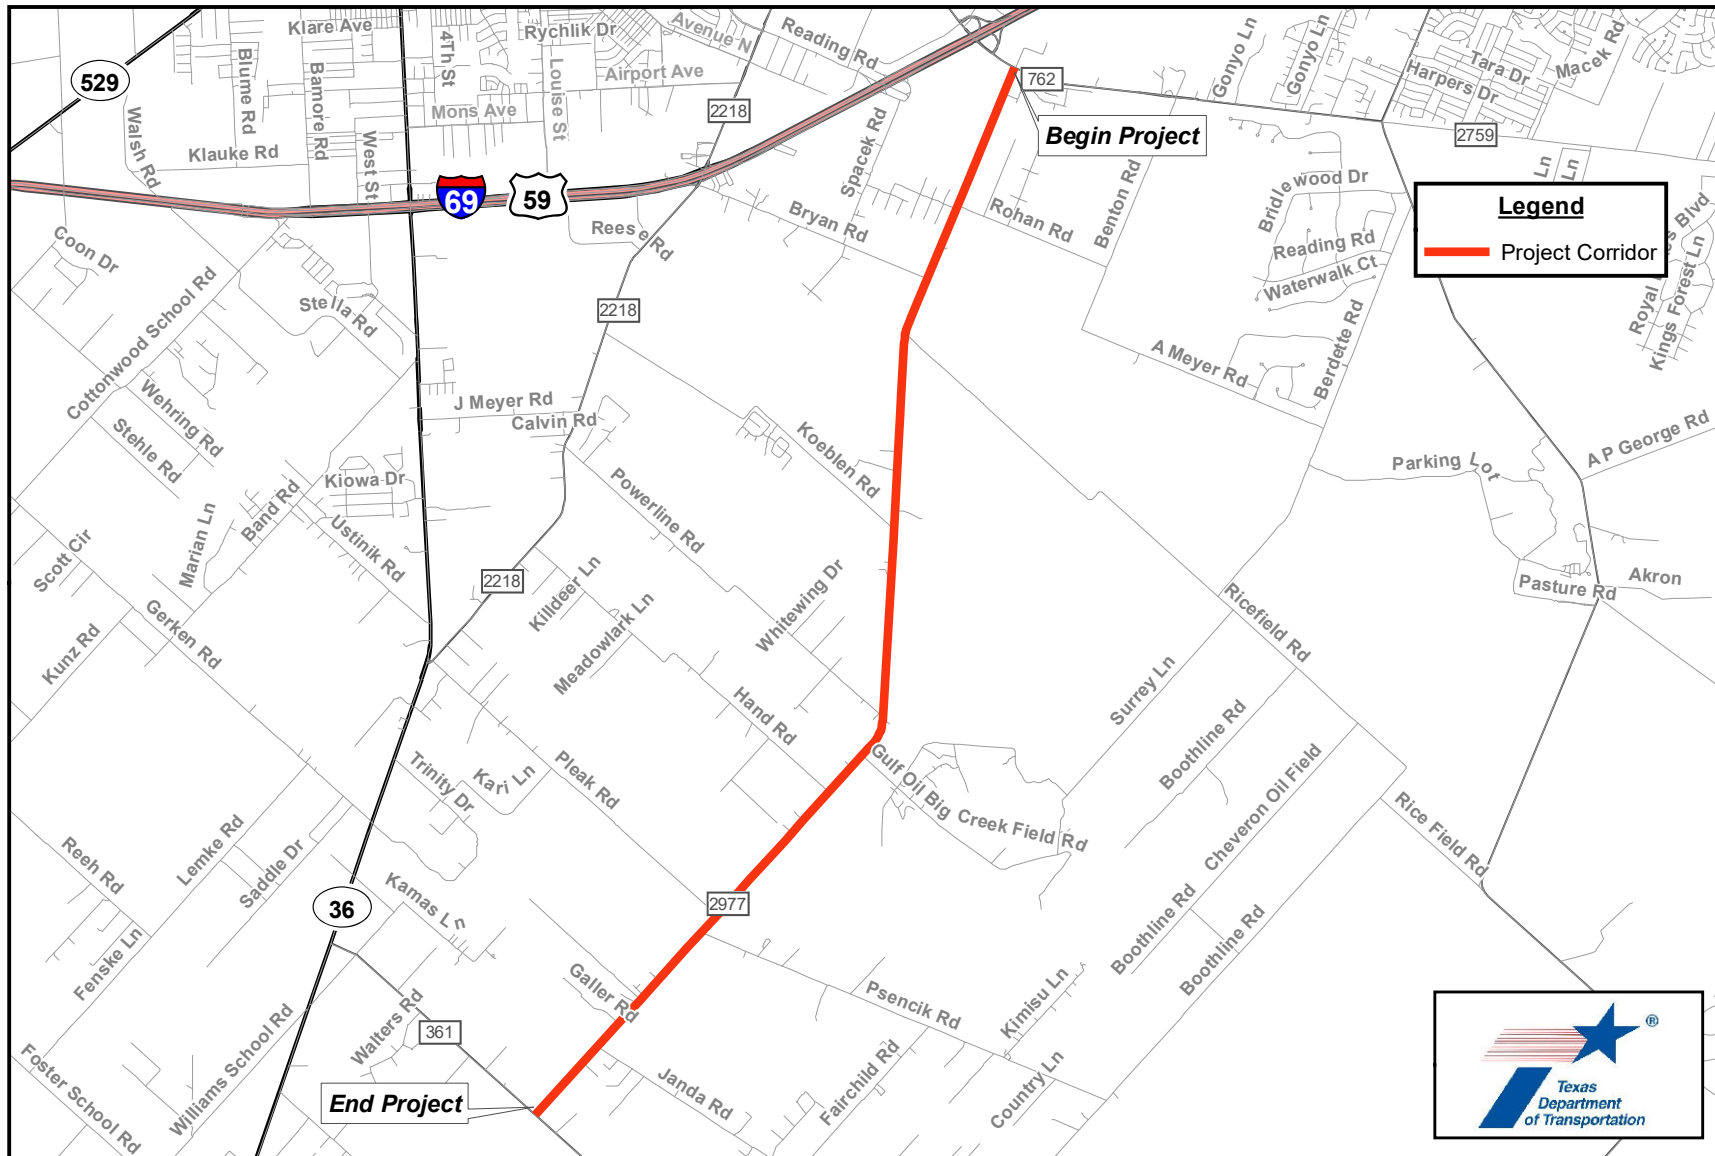 Klare Ave
4Th St
Rychlik Dr
Avenue N
Reading Rd
Gonyo Ln
Gonyo Ln
Tara Dr
Macek Rd
Harpers Dr
529
Blume Rd
Bamore Rd
Louise St
Airport Ave
762
Mons Ave
2218
Begin Project
2759
Walsh Rd
Klauke Rd
West St
Spacek Rd
Benton Rd
Bridlewood Dr
Ln
Ln
69
59
Legend
Project Corridor
Bryan Rd
Rohan Rd
Reese Rd
Reading Rd
Waterwalk Ct
Coon Dr
Cottonwood School Rd
Stella Rd
2218
Berdette Rd
A Meyer Rd
Royal
Blvd
Kings Forest Ln
J Meyer Rd
Calvin Rd
Wehring Rd
Stehle Rd
Koeblen Rd
A P George Rd
Parking Lot
Kiowa Dr
Band Rd
Ustinik Rd
Marian Ln
Powerline Rd
Scott Cir
2218
Killdeer Ln
Whitewing Dr
Meadowlark Ln
Ricefield Rd
Pasture Rd
Akron
Gerken Rd
Kunz Rd
Surrey Ln
Hand Rd
Boothline Rd
Trinity Dr
Kari Ln
Pleak Rd
Gulf Oil Big Creek Field Rd
Cheveron Oil Field
Rice Field Rd
Reeh Rd
Lemke Rd
Saddle Dr
Kamas Ln
36
2977
Boothline Rd
Boothline Rd
Fenske Ln
Galler Rd
Psencik Rd
Kimisu Ln
Walters Rd
361
Williams School Rd
Foster School Rd
Janda Rd
Fairchild Rd
Country Ln
End Project
®
Texas
Department
of Transportation